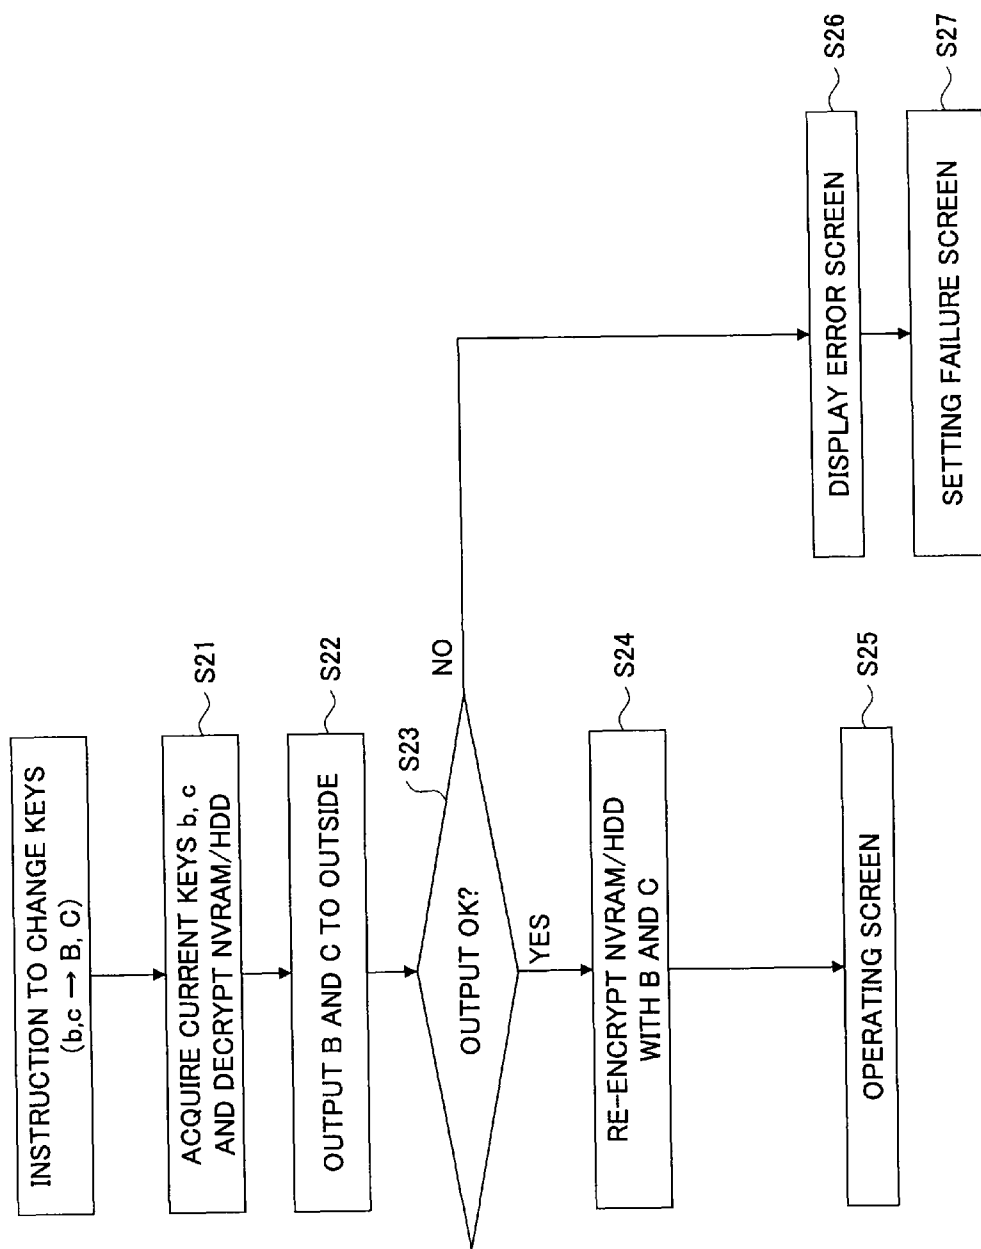 INSTRUCTION TO CHANGE KEYS
(b,c → B, C)
S21
ACQUIRE CURRENT KEYS b, c
AND DECRYPT NVRAM/HDD
S22
OUTPUT B AND C TO OUTSIDE
S23
OUTPUT OK?
NO
YES
S24
RE-ENCRYPT NVRAM/HDD
WITH B AND C
S25
OPERATING SCREEN
S26
DISPLAY ERROR SCREEN
S27
SETTING FAILURE SCREEN